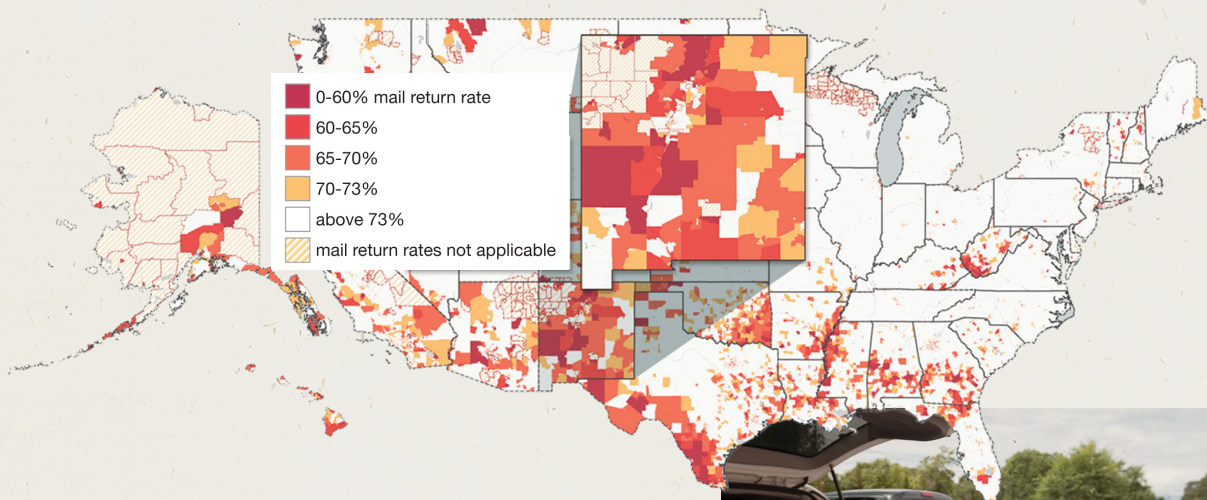 0-60% mail return rate
60-65%
65-70%
70-73%
above 73%
mail return rates not applicable